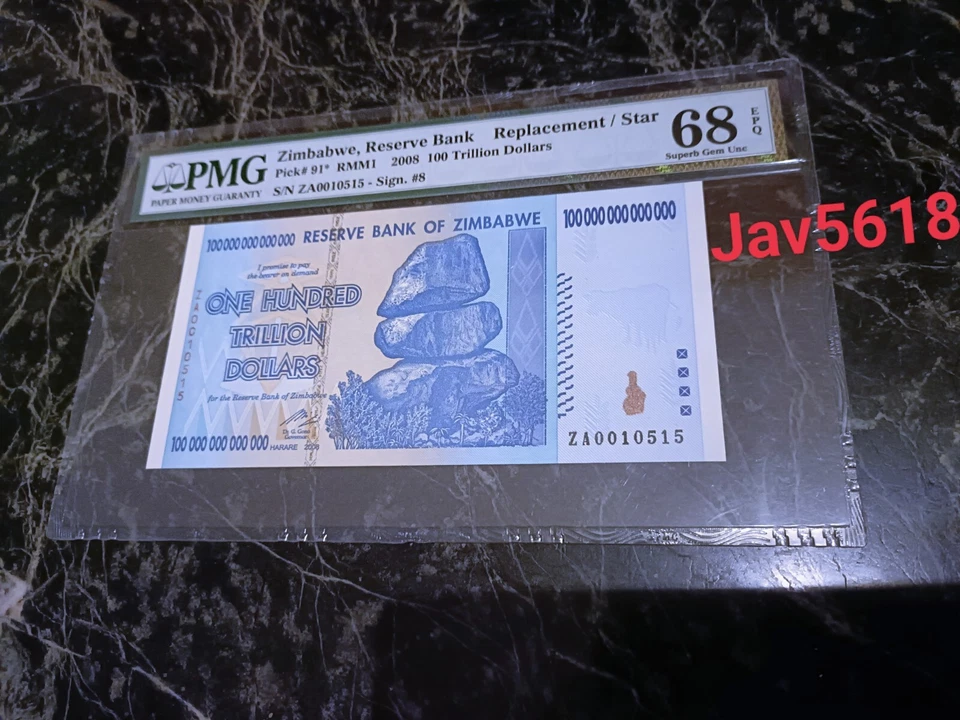 PMG
PAPER MONEY GUARANTY
Zimbabwe, Reserve Bank Replacement / Star
Pick# 91* RMM1 2008 100 Trillion Dollars
S/N ZA0010515 - Sign. #8
68
EPQ
Superb Gem Unc
Jav5618
100 000 000 000 000 RESERVE BANK OF ZIMBABWE 100 000 000 000 000
I promise to pay
the bearer on demand
ZA0010515
ONE HUNDRED
TRILLION
DOLLARS
for the Reserve Bank of Zimbabwe
Dr. G. Gono
Governor
100 000 000 000 000 HARARE 2008
ZA0010515